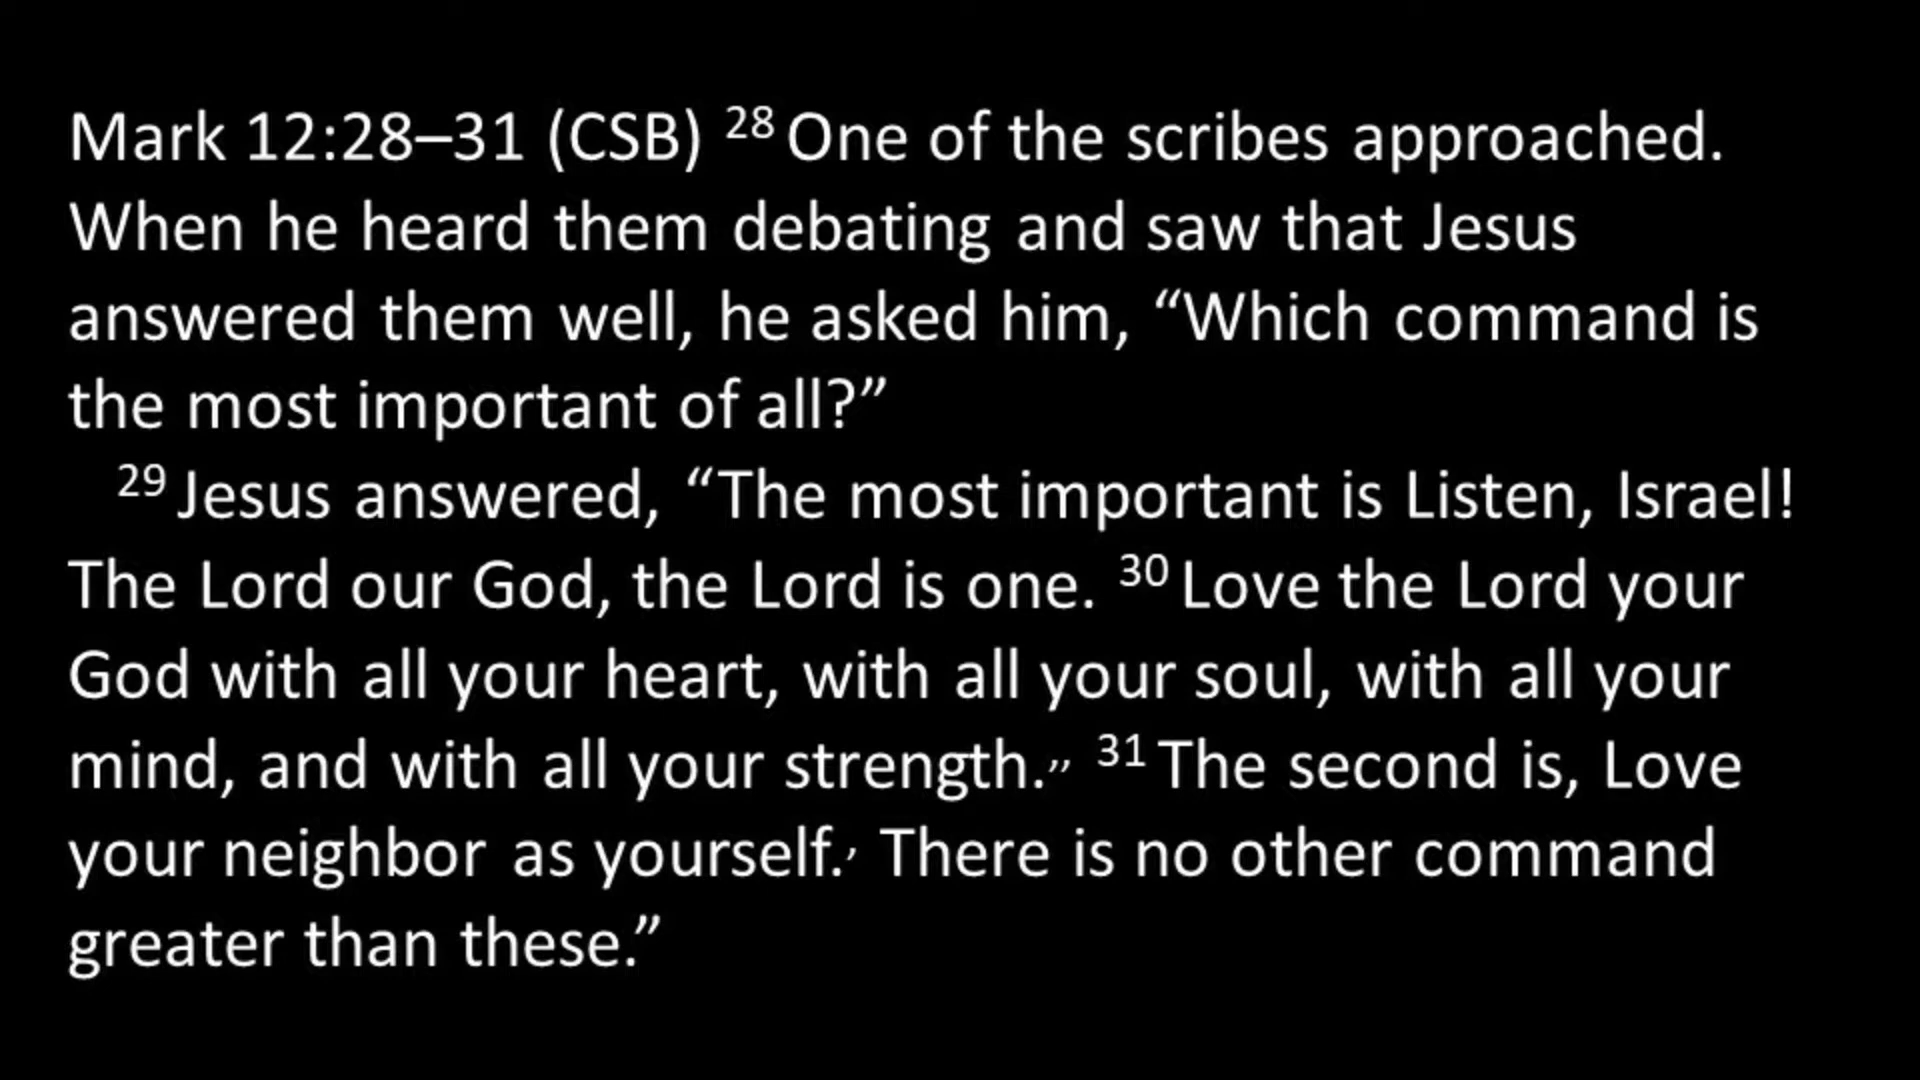 Mark 12:28–31 (CSB) 28 One of the scribes approached.
When he heard them debating and saw that Jesus
answered them well, he asked him, “Which command is
the most important of all?”
29 Jesus answered, “The most important is Listen, Israel!
The Lord our God, the Lord is one. 30 Love the Lord your
God with all your heart, with all your soul, with all your
mind, and with all your strength.,, 31 The second is, Love
your neighbor as yourself., There is no other command
greater than these.”